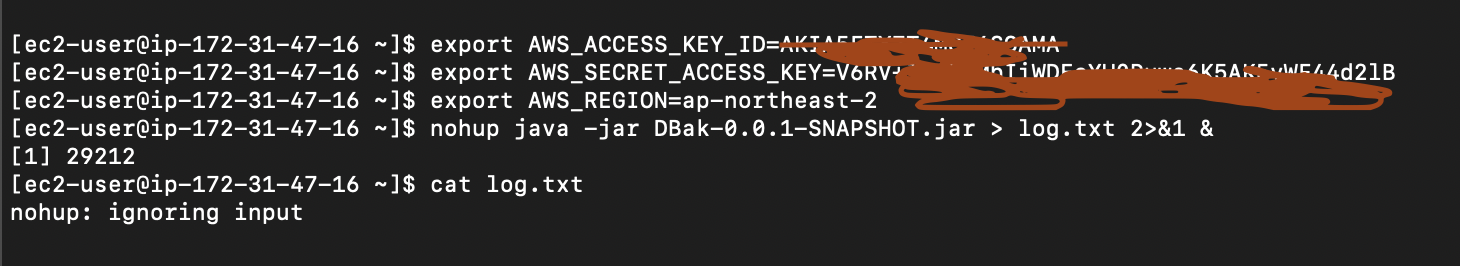 [ec2-user@ip-172-31-47-16 ~]$ export AWS_ACCESS_KEY_ID=
[ec2-user@ip-172-31-47-16 ~]$ export AWS_SECRET_ACCESS_KEY=
[ec2-user@ip-172-31-47-16 ~]$ export AWS_REGION=ap-northeast-2
[ec2-user@ip-172-31-47-16 ~]$ nohup java -jar DBak-0.0.1-SNAPSHOT.jar > log.txt 2>&1 &
[1] 29212
[ec2-user@ip-172-31-47-16 ~]$ cat log.txt
nohup: ignoring input